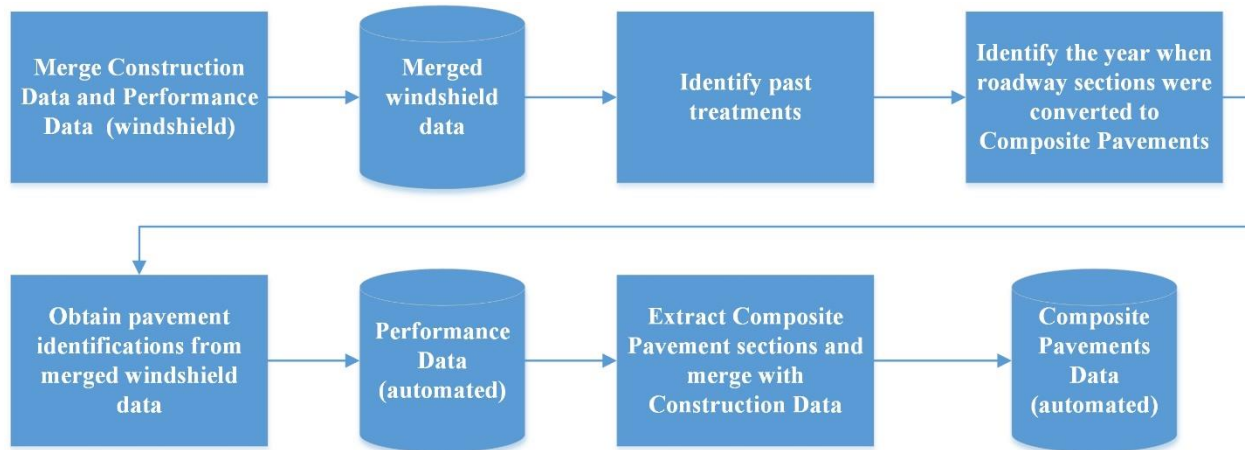 Merge Construction
Data and Performance
Data (windshield)
Merged
windshield
data
Identify past
treatments
Identify the year when
roadway sections were
converted to
Composite Pavements
Obtain pavement
identifications from
merged windshield
data
Performance
Data
(automated)
Extract Composite
Pavement sections and
merge with
Construction Data
Composite
Pavements
Data
(automated)